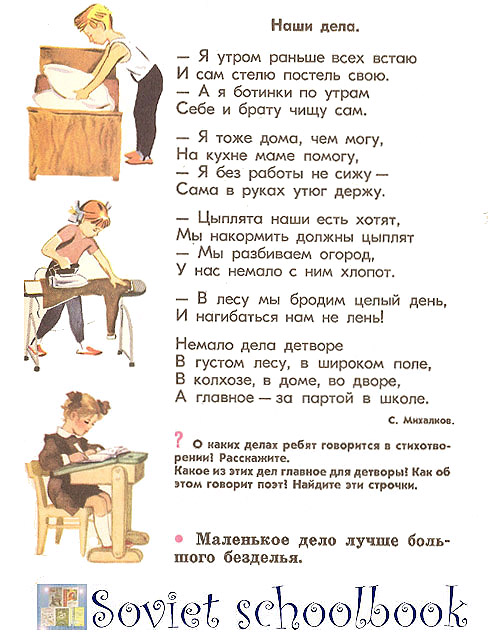 Наши дела.
— Я утром раньше всех встаю
И сам стелю постель свою.
— А я ботинки по утрам
Себе и брату чищу сам.
— Я тоже дома, чем могу,
На кухне маме помогу,
— Я без работы не сижу —
Сама в руках утюг держу.
— Цыплята наши есть хотят,
Мы накормить должны цыплят
— Мы разбиваем огород,
У нас немало с ним хлопот.
— В лесу мы бродим целый день,
И нагибаться нам не лень!
Немало дела детворе
В густом лесу, в широком поле,
В колхозе, в доме, во дворе,
А главное — за партой в школе.
С. Михалков.
? О каких делах ребят говорится в стихотво-
рении? Расскажите.
Какое из этих дел главное для детворы? Как об
этом говорит поэт? Найдите эти строчки.
• Маленькое дело лучше боль-
шого безделья.
Soviet schoolbook